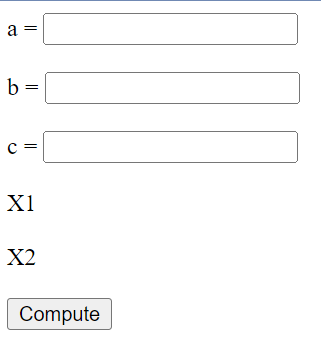 a =
b =
c =
X1
X2
Compute